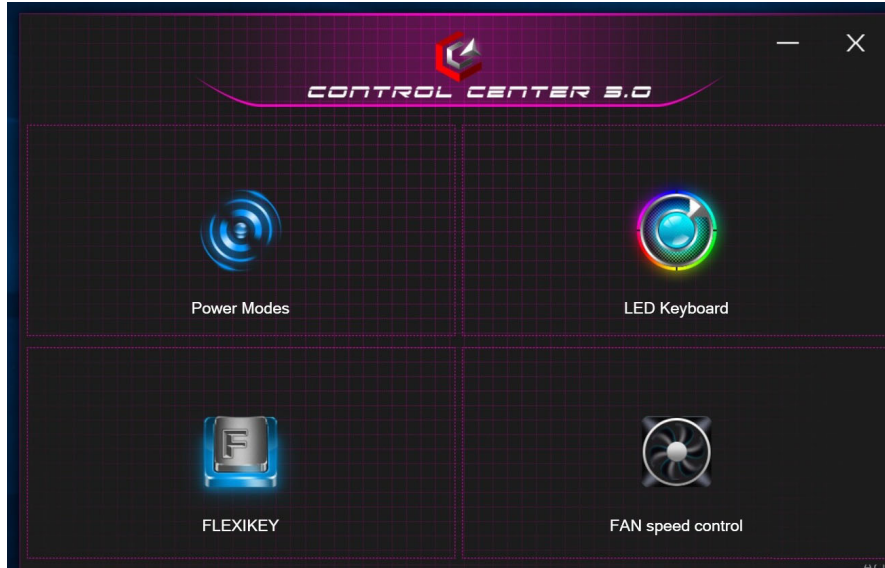 CONTROL CENTER 3.0
Power Modes
LED Keyboard
F
FLEXIKEY
FAN speed control